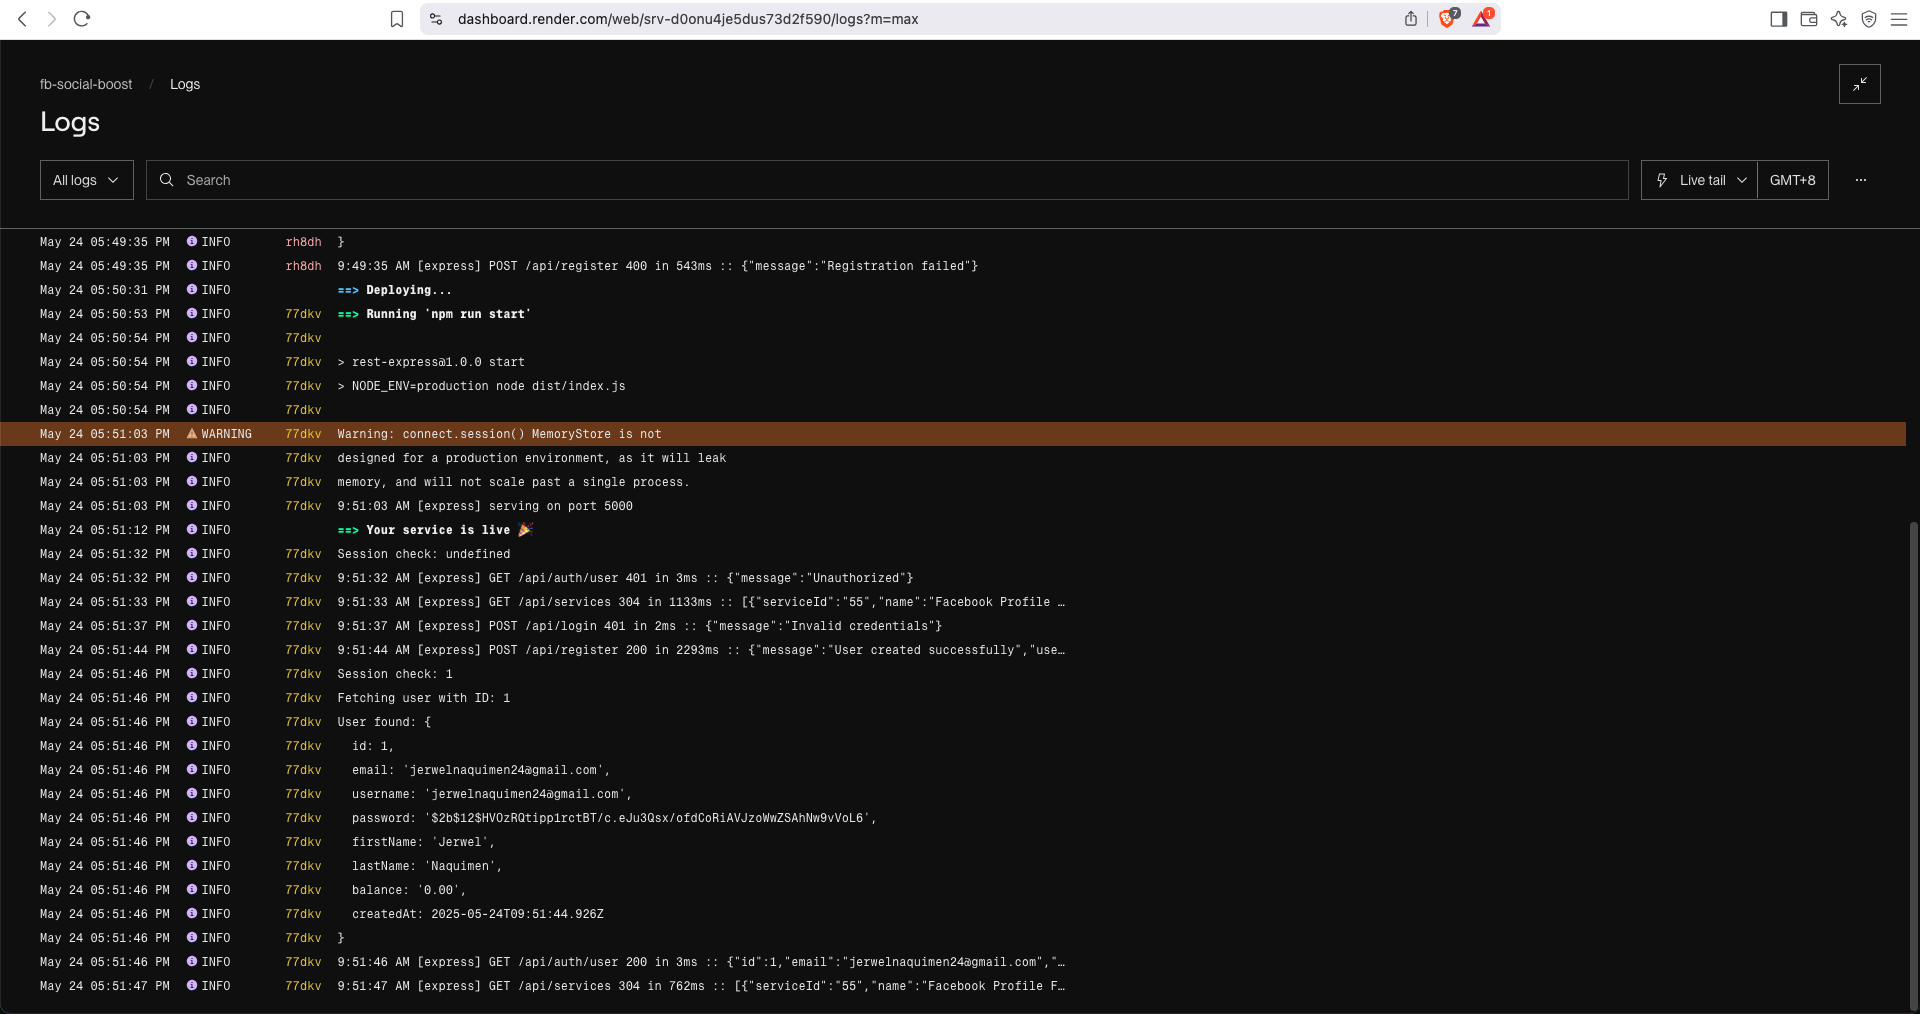 dashboard.render.com/web/srv-d0onu4je5dus73d2f590/logs?m=max
7
1
fb-social-boost / Logs
Logs
All logs
Search
Live tail
GMT+8
May 24 05:49:35 PM INFO rh8dh }
May 24 05:49:35 PM INFO rh8dh 9:49:35 AM [express] POST /api/register 400 in 543ms :: {"message":"Registration failed"}
May 24 05:50:31 PM INFO ==> Deploying...
May 24 05:50:53 PM INFO 77dkv ==> Running 'npm run start'
May 24 05:50:54 PM INFO 77dkv
May 24 05:50:54 PM INFO 77dkv > rest-express@1.0.0 start
May 24 05:50:54 PM INFO 77dkv > NODE_ENV=production node dist/index.js
May 24 05:50:54 PM INFO 77dkv
May 24 05:51:03 PM WARNING 77dkv Warning: connect.session() MemoryStore is not
May 24 05:51:03 PM INFO 77dkv designed for a production environment, as it will leak
May 24 05:51:03 PM INFO 77dkv memory, and will not scale past a single process.
May 24 05:51:03 PM INFO 77dkv 9:51:03 AM [express] serving on port 5000
May 24 05:51:12 PM INFO ==> Your service is live 🎉
May 24 05:51:32 PM INFO 77dkv Session check: undefined
May 24 05:51:32 PM INFO 77dkv 9:51:32 AM [express] GET /api/auth/user 401 in 3ms :: {"message":"Unauthorized"}
May 24 05:51:33 PM INFO 77dkv 9:51:33 AM [express] GET /api/services 304 in 1133ms :: [{"serviceId":"55","name":"Facebook Profile …
May 24 05:51:37 PM INFO 77dkv 9:51:37 AM [express] POST /api/login 401 in 2ms :: {"message":"Invalid credentials"}
May 24 05:51:44 PM INFO 77dkv 9:51:44 AM [express] POST /api/register 200 in 2293ms :: {"message":"User created successfully","use…
May 24 05:51:46 PM INFO 77dkv Session check: 1
May 24 05:51:46 PM INFO 77dkv Fetching user with ID: 1
May 24 05:51:46 PM INFO 77dkv User found: {
May 24 05:51:46 PM INFO 77dkv id: 1,
May 24 05:51:46 PM INFO 77dkv email: 'jerwelnaquimen24@gmail.com',
May 24 05:51:46 PM INFO 77dkv username: 'jerwelnaquimen24@gmail.com',
May 24 05:51:46 PM INFO 77dkv password: '$2b$12$HVOzRQtipp1rctBT/c.eJu3Qsx/ofdCoRiAVJzoWwZSAhNw9vVoL6',
May 24 05:51:46 PM INFO 77dkv firstName: 'Jerwel',
May 24 05:51:46 PM INFO 77dkv lastName: 'Naquimen',
May 24 05:51:46 PM INFO 77dkv balance: '0.00',
May 24 05:51:46 PM INFO 77dkv createdAt: 2025-05-24T09:51:44.926Z
May 24 05:51:46 PM INFO 77dkv }
May 24 05:51:46 PM INFO 77dkv 9:51:46 AM [express] GET /api/auth/user 200 in 3ms :: {"id":1,"email":"jerwelnaquimen24@gmail.com","…
May 24 05:51:47 PM INFO 77dkv 9:51:47 AM [express] GET /api/services 304 in 762ms :: [{"serviceId":"55","name":"Facebook Profile F…